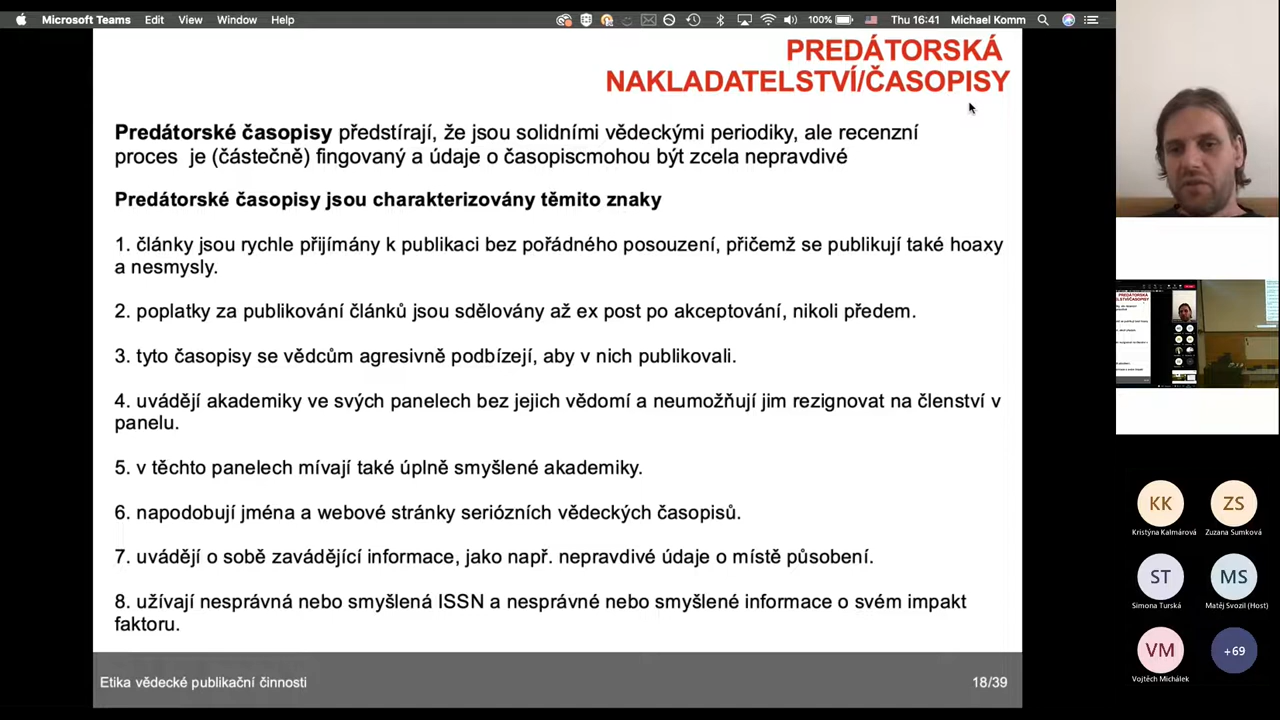 Microsoft Teams Edit View Window Help
100% Thu 16:41 Michael Komm
PREDÁTORSKÁ
NAKLADATELSTVÍ/ČASOPISY
Predátorské časopisy předstírají, že jsou solidními vědeckými periodiky, ale recenzní
proces je (částečně) fingovaný a údaje o časopiscmohou být zcela nepravdivé
Predátorské časopisy jsou charakterizovány těmito znaky
1. články jsou rychle přijímány k publikaci bez pořádného posouzení, přičemž se publikují také hoaxy
a nesmysly.
2. poplatky za publikování článků jsou sdělovány až ex post po akceptování, nikoli předem.
3. tyto časopisy se vědcům agresivně podbízejí, aby v nich publikovali.
4. uvádějí akademiky ve svých panelech bez jejich vědomí a neumožňují jim rezignovat na členství v
panelu.
5. v těchto panelech mívají také úplně smyšlené akademiky.
6. napodobují jména a webové stránky seriózních vědeckých časopisů.
7. uvádějí o sobě zavádějící informace, jako např. nepravdivé údaje o místě působení.
8. užívají nesprávná nebo smyšlená ISSN a nesprávné nebo smyšlené informace o svém impakt
faktoru.
Etika vědecké publikační činnosti
18/39
PREDÁTORSKÁ
KK
ZS
Kristýna Kalmárová
Zuzana Sumková
ST
MS
Simona Turská
Matěj Svozil (Host)
VM
+69
Vojtěch Michálek